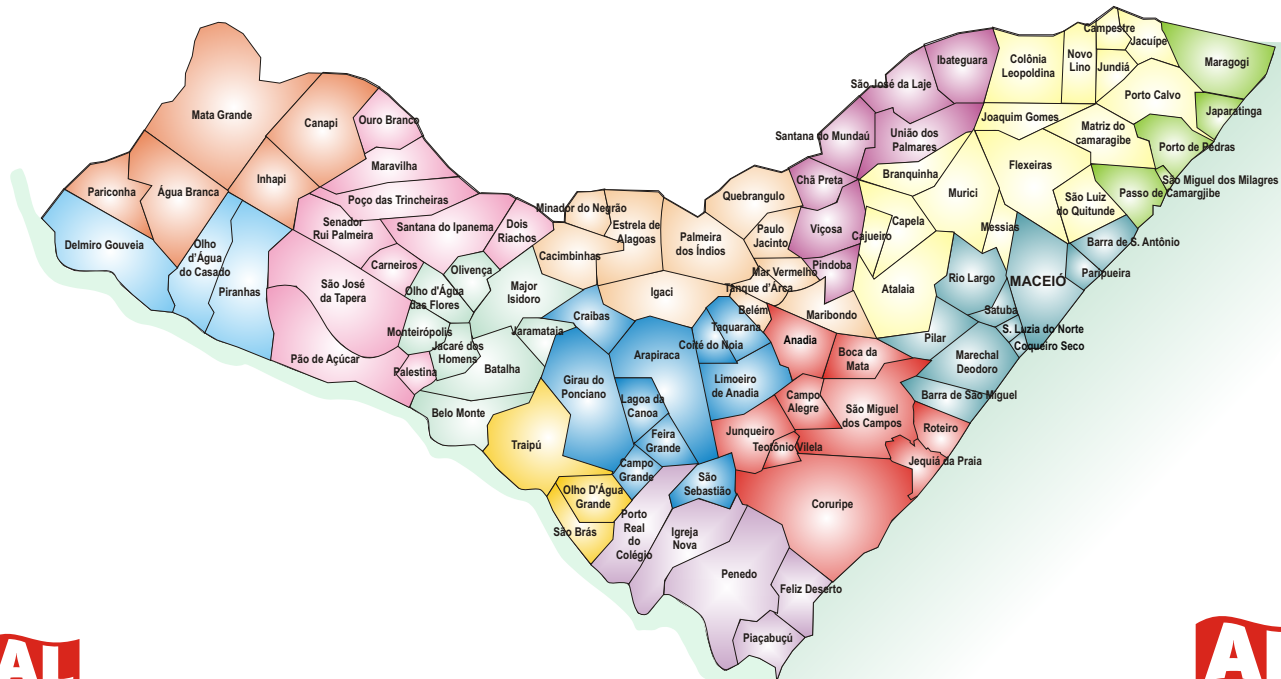 Campestre
Jacuípe
Maragogi
Colônia
Leopoldina
Novo
Lino
Jundiá
Ibateguara
São José da Laje
Porto Calvo
Japaratinga
Mata Grande
Canapi
Ouro Branco
Joaquim Gomes
Matriz do
camaragibe
Porto de Pedras
Santana do Mundaú
União dos
Palmares
Flexeiras
Maravilha
Branquinha
Murici
São Miguel dos Milagres
Passo de Camargjibe
Pariconha
Água Branca
Inhapi
Chã Preta
Quebrangulo
São Luiz
do Quitunde
Poço das Trincheiras
Minador do Negrão
Estrela de
Alagoas
Palmeira
dos Índios
Paulo
Jacinto
Viçosa
Cajueiro
Capela
Messias
Barra de S. Antônio
Senador
Rui Palmeira
Santana do Ipanema
Dois
Riachos
Delmiro Gouveia
Olho
d'Água
do Casado
Piranhas
Carneiros
Olivença
Cacimbinhas
Pindoba
Mar Vermelho
Tanque d'Árca
Rio Largo
MACEIÓ
Paripueira
São José
da Tapera
Olho d'Água
das Flores
Major
Isidoro
Igaci
Atalaia
Belém
Maribondo
Satuba
Craibas
Taquarana
Monteirópolis
Varamataia
Coité do Noia
Anadia
Pilar
S. Luzia do Norte
Coqueiro Seco
Pão de Açúcar
Jacaré dos
Homens
Batalha
Arapiraca
Boca da
Mata
Marechal
Deodoro
Palestina
Girau do
Ponciano
Limoeiro
de Anadia
Barra de Sao Miguel
Belo Monte
Lagoa da
Canoa
Campo
Alegre
São Miguel
dos Campos
Roteiro
Traipú
Feira
Grande
Junqueiro
Teotônio Vilela
Jequiá da Praia
Campo
Grande
São
Sebastião
Olho D'Água
Grande
Coruripe
São Brás
Porto
Real
do
Colégio
Igreja
Nova
Penedo
Feliz Deserto
Piaçabuçú
AL